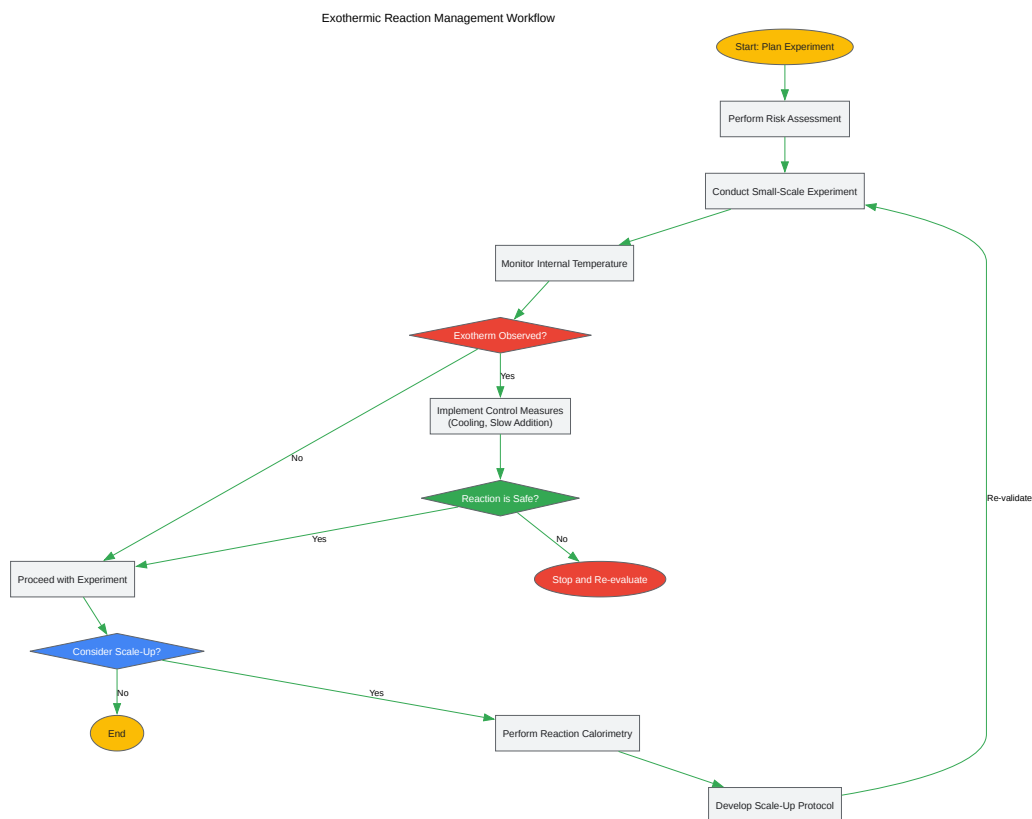 Exothermic Reaction Management Workflow
Start: Plan Experiment
Perform Risk Assessment
Conduct Small-Scale Experiment
Monitor Internal Temperature
Exotherm Observed?
Yes
Implement Control Measures
(Cooling, Slow Addition)
No
Reaction is Safe?
Re-validate
Yes
No
Proceed with Experiment
Stop and Re-evaluate
Consider Scale-Up?
No
Yes
End
Perform Reaction Calorimetry
Develop Scale-Up Protocol